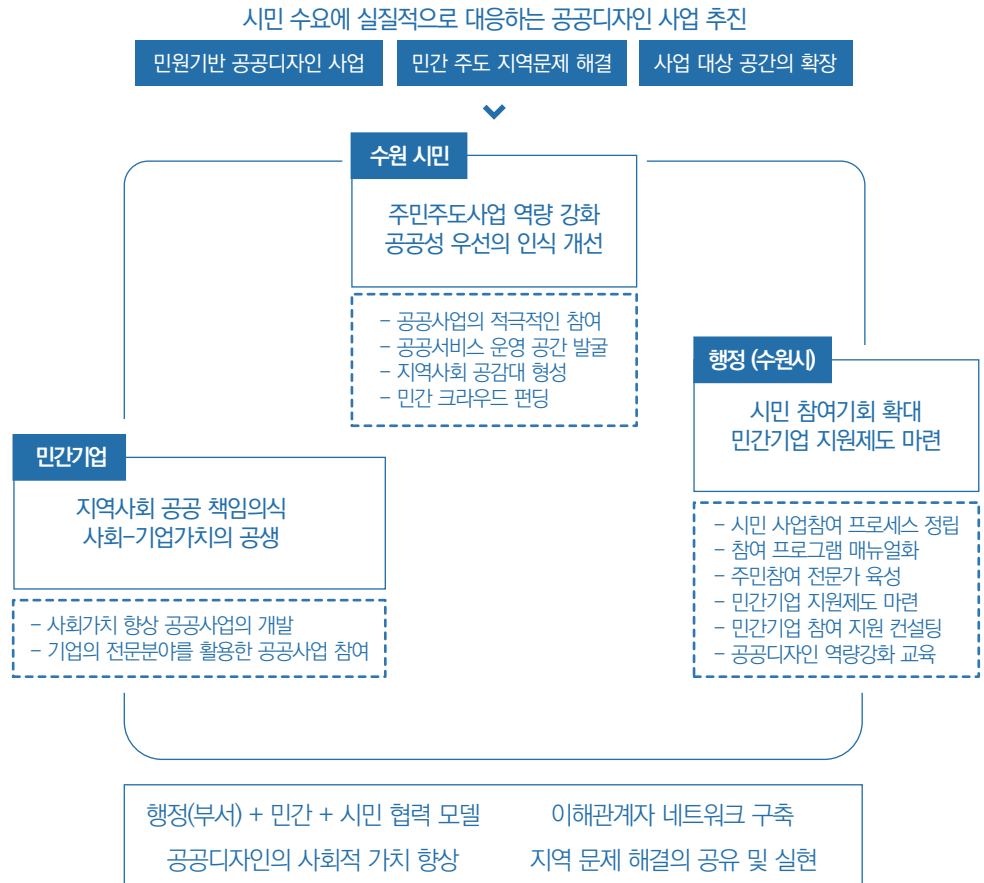 시민 수요에 실질적으로 대응하는 공공디자인 사업 추진
민원기반 공공디자인 사업
민간 주도 지역문제 해결
사업 대상 공간의 확장
수원 시민
주민주도사업 역량 강화
공공성 우선의 인식 개선
- 공공사업의 적극적인 참여
- 공공서비스 운영 공간 발굴
- 지역사회 공감대 형성
- 민간 크라우드 펀딩
행정 (수원시)
시민 참여기회 확대
민간기업 지원제도 마련
- 시민 사업참여 프로세스 정립
- 참여 프로그램 매뉴얼화
- 주민참여 전문가 육성
- 민간기업 지원제도 마련
- 민간기업 참여 지원 컨설팅
- 공공디자인 역량강화 교육
민간기업
지역사회 공공 책임의식
사회-기업가치의 공생
- 사회가치 향상 공공사업의 개발
- 기업의 전문분야를 활용한 공공사업 참여
행정(부서) + 민간 + 시민 협력 모델
이해관계자 네트워크 구축
공공디자인의 사회적 가치 향상
지역 문제 해결의 공유 및 실현